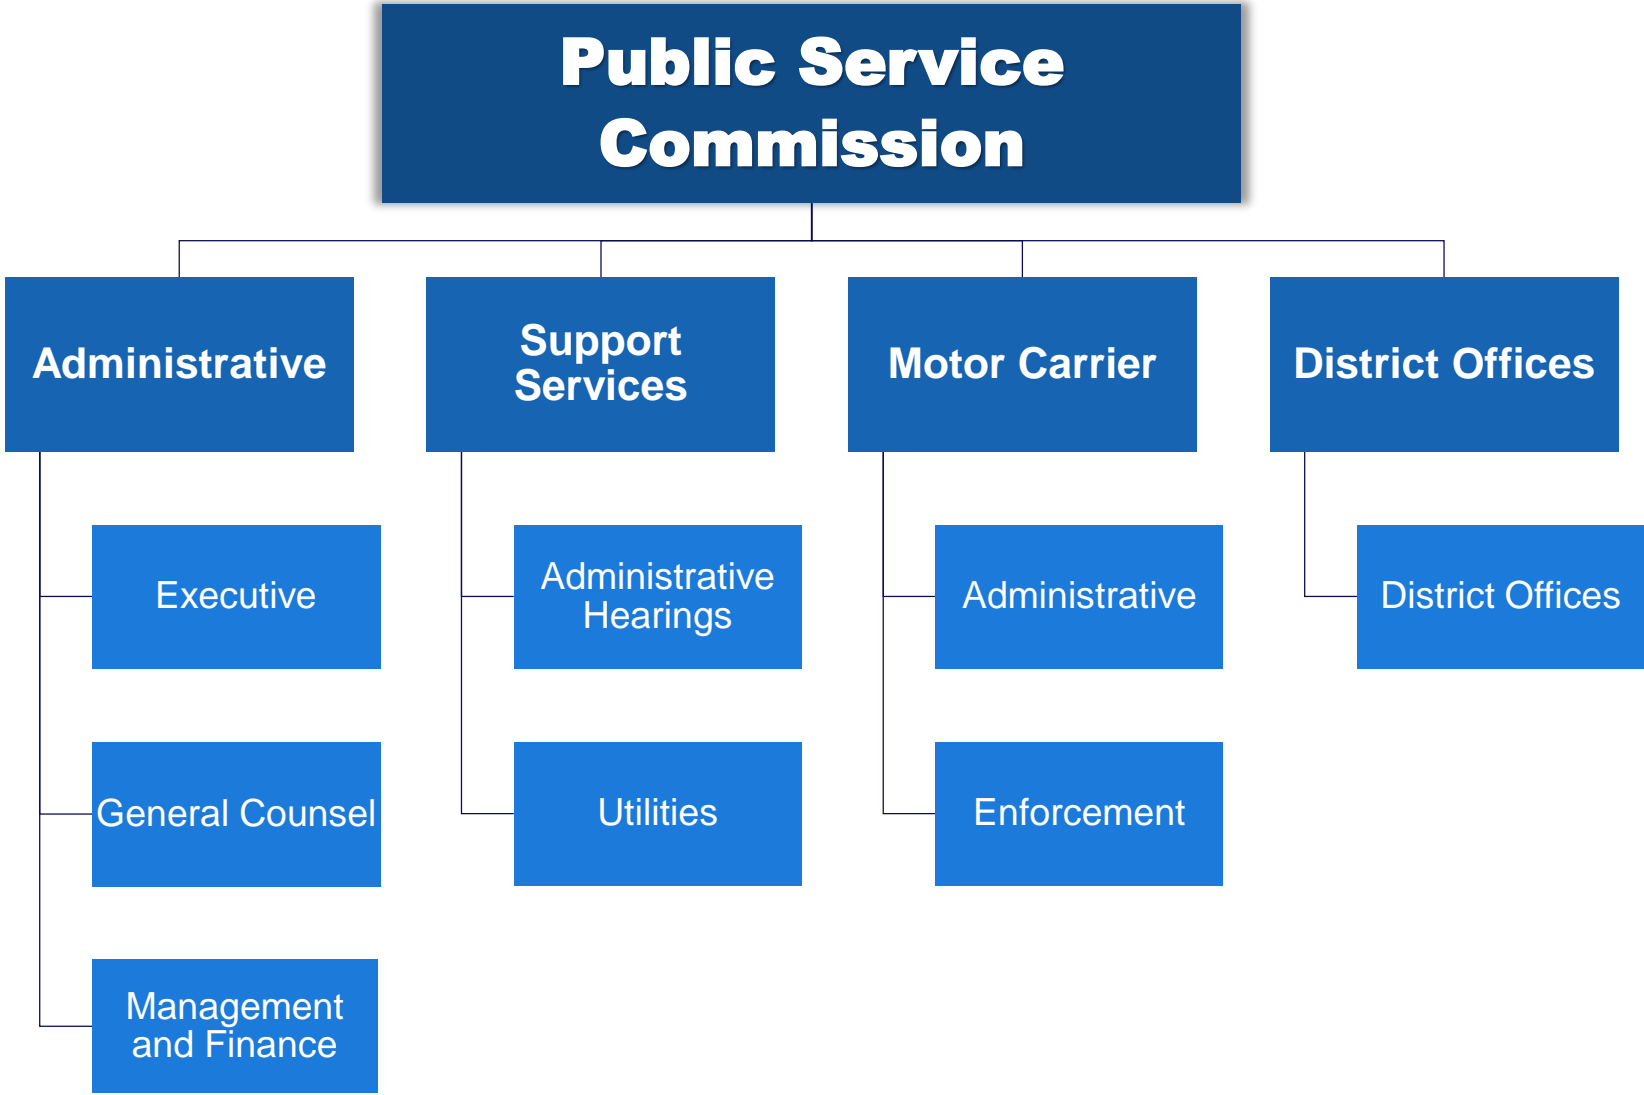 Public Service
Commission
Administrative
Support
Services
Motor Carrier
District Offices
Executive
Administrative
Hearings
Administrative
District Offices
General Counsel
Utilities
Enforcement
Management
and Finance